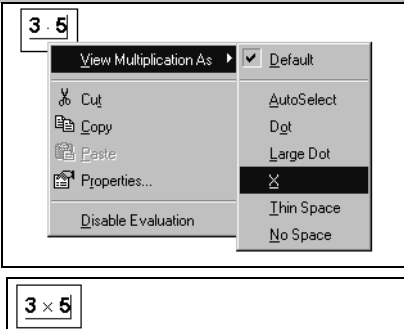 3 · 5
View Multiplication As
Cut
Copy
Paste
Properties...
Disable Evaluation
Default
AutoSelect
Dot
Large Dot
X
Thin Space
No Space
3 × 5